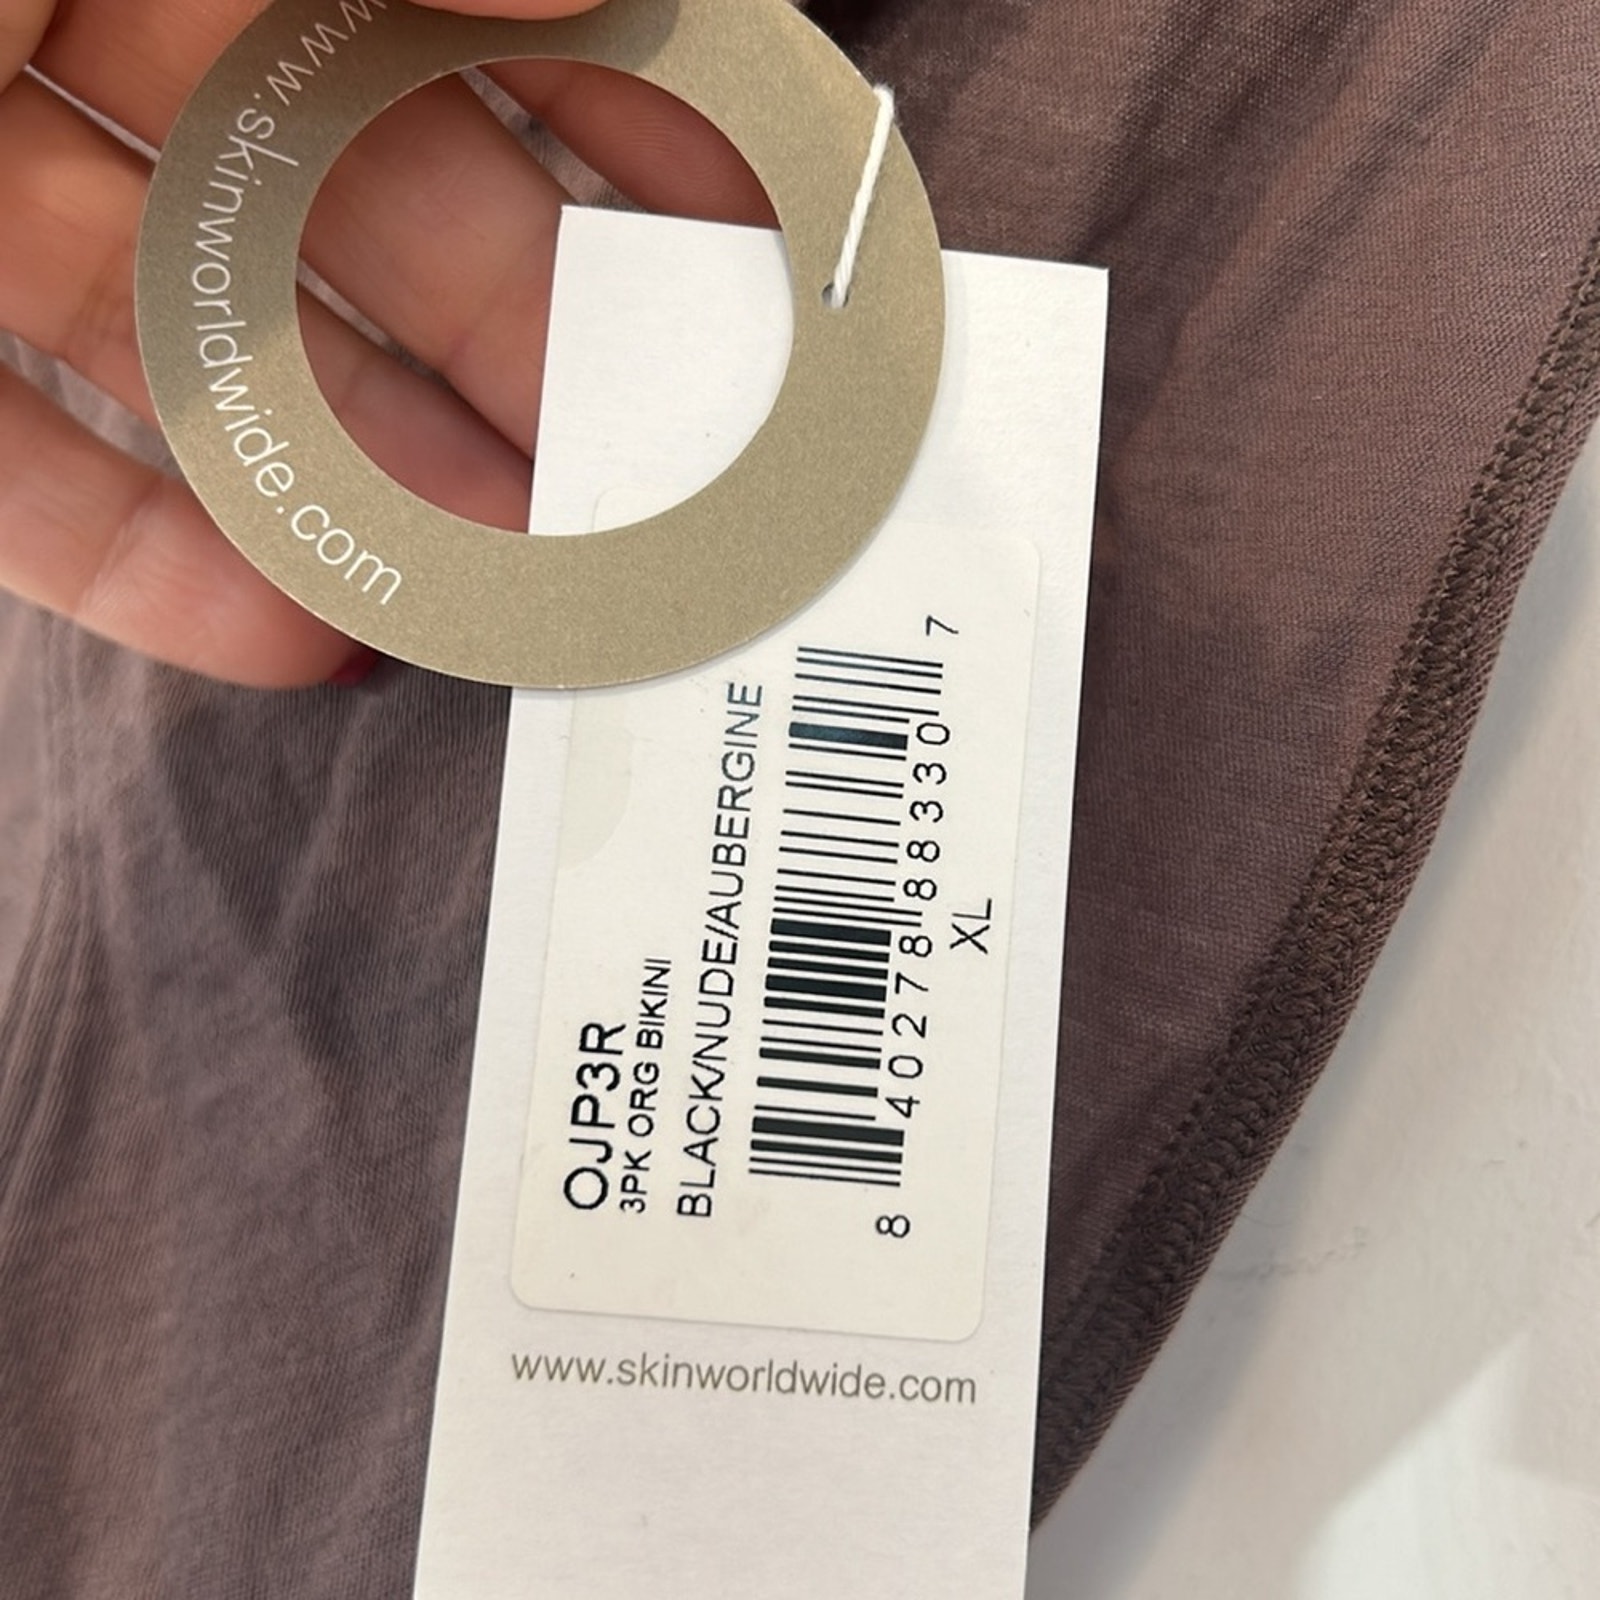 www.skinworldwide.com
OJP3R
3PK ORG BIKINI
BLACK/NUDE/AUBERGINE
8 40278 88330 7
XL
www.skinworldwide.com